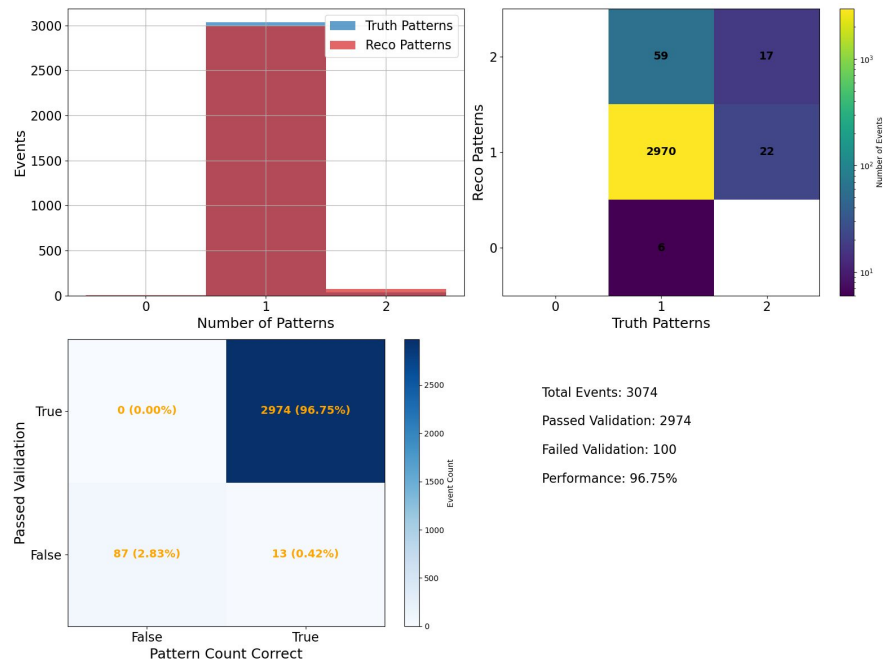 3000
2500
2000
1500
1000
500
0
Events
0
1
2
Number of Patterns
Truth Patterns
Reco Patterns
2
1
0
Reco Patterns
59
17
2970
22
6
0
1
2
Truth Patterns
10³
10²
10¹
Number of Events
True
False
Passed Validation
0 (0.00%)
2974 (96.75%)
87 (2.83%)
13 (0.42%)
False
True
Pattern Count Correct
2500
2000
1500
1000
500
0
Event Count
Total Events: 3074
Passed Validation: 2974
Failed Validation: 100
Performance: 96.75%